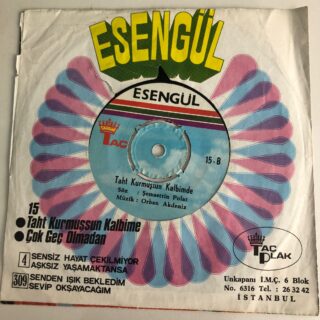 ESENGÜL
ESENGÜL
TAC
15-B
Taht Kurmuşsun Kalbimde
Söz : Şemsettin Polat
Müzik : Orhan Akdeniz
15
Taht Kurmuşsun Kalbime
Çok Geç Olmadan
4 SENSİZ HAYAT ÇEKİLMİYOR
AŞKSIZ YAŞAMAKTANSA
309 SENDEN IŞIK BEKLEDİM
SEVİP OKŞAYACAĞIM
TAÇ PLAK
Unkapanı İ.M.Ç. 6 Blok
No. 6316 Tel. : 26 32 42
İSTANBUL